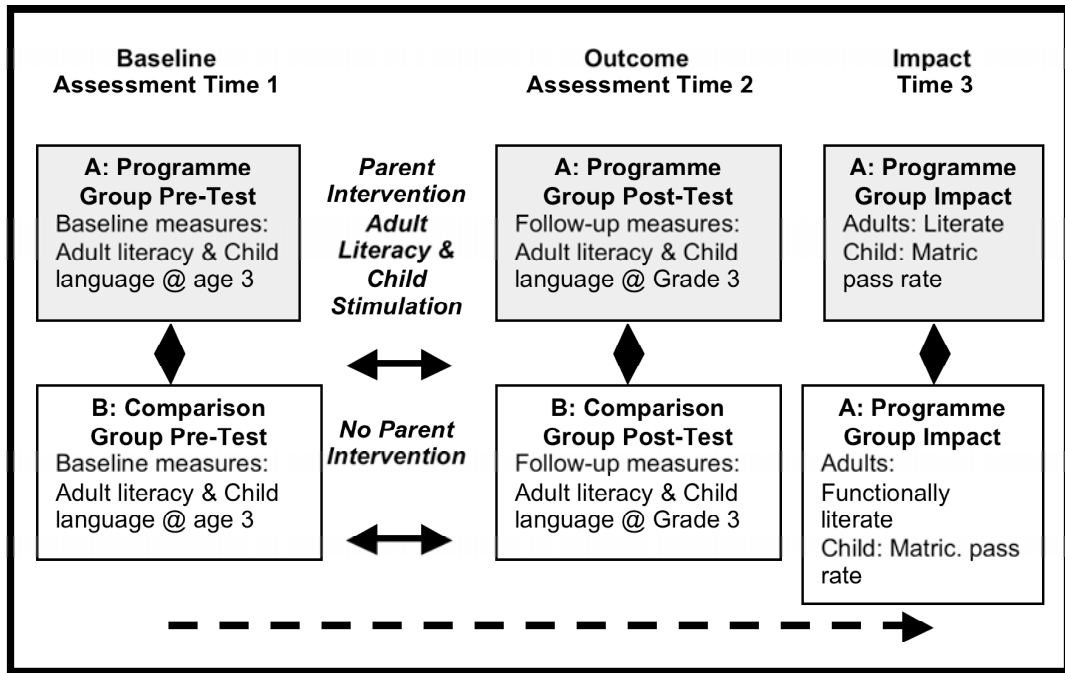 Baseline
Assessment Time 1
Outcome
Assessment Time 2
Impact
Time 3
A: Programme
Group Pre-Test
Baseline measures:
Adult literacy & Child
language @ age 3
Parent
Intervention
Adult
Literacy &
Child
Stimulation
A: Programme
Group Post-Test
Follow-up measures:
Adult literacy & Child
language @ Grade 3
A: Programme
Group Impact
Adults: Literate
Child: Matric
pass rate
B: Comparison
Group Pre-Test
Baseline measures:
Adult literacy & Child
language @ age 3
No Parent
Intervention
B: Comparison
Group Post-Test
Follow-up measures:
Adult literacy & Child
language @ Grade 3
A: Programme
Group Impact
Adults:
Functionally
literate
Child: Matric. pass
rate